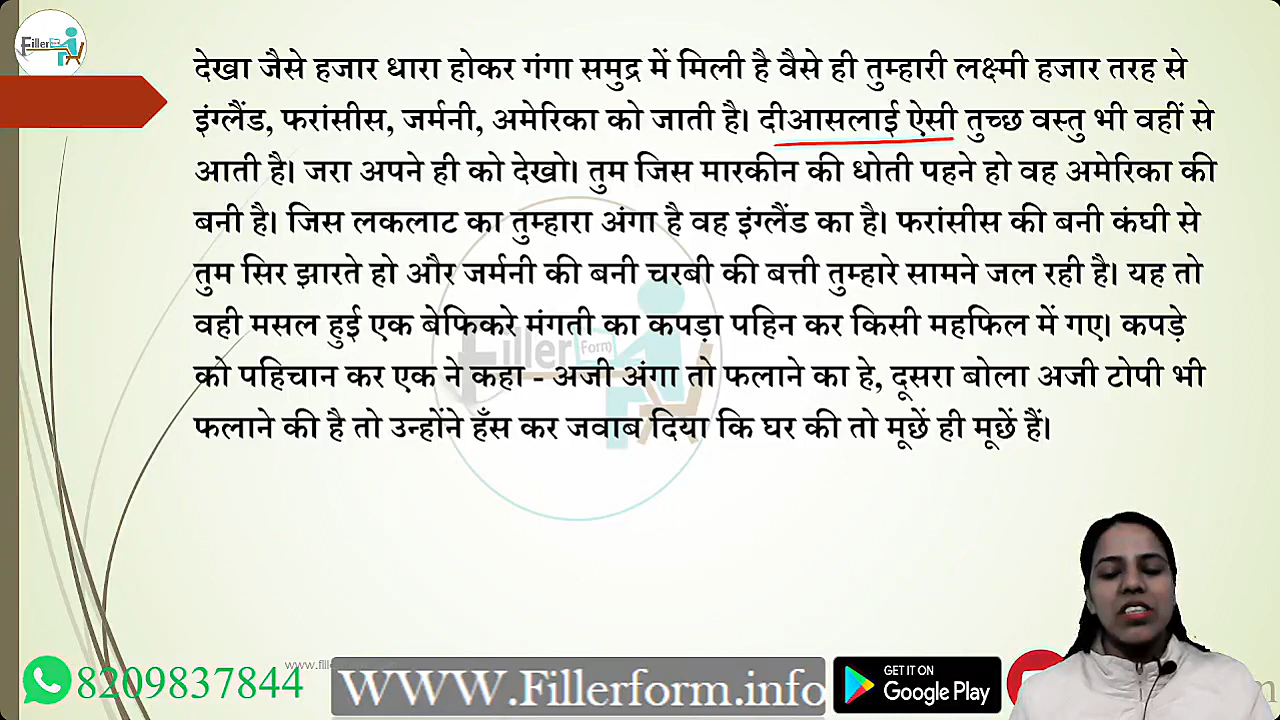 Filler Form
देखा जैसे हजार धारा होकर गंगा समुद्र में मिली है वैसे ही तुम्हारी लक्ष्मी हजार तरह से
इंग्लैंड, फरांसीस, जर्मनी, अमेरिका को जाती है। दीआसलाई ऐसी तुच्छ वस्तु भी वहीं से
आती है। जरा अपने ही को देखो। तुम जिस मारकीन की धोती पहने हो वह अमेरिका की
बनी है। जिस लकलाट का तुम्हारा अंगा है वह इंग्लैंड का है। फरांसीस की बनी कंघी से
तुम सिर झारते हो और जर्मनी की बनी चरबी की बत्ती तुम्हारे सामने जल रही है। यह तो
वही मसल हुई एक बेफिकरे मंगती का कपड़ा पहिन कर किसी महफिल में गए। कपड़े
को पहिचान कर एक ने कहा - अजी अंगा तो फलाने का हे, दूसरा बोला अजी टोपी भी
फलाने की है तो उन्होंने हँस कर जवाब दिया कि घर की तो मूछें ही मूछें हैं।
Filler Form
8209837844
WWW.Fillerform.info
GET IT ON
Google Play